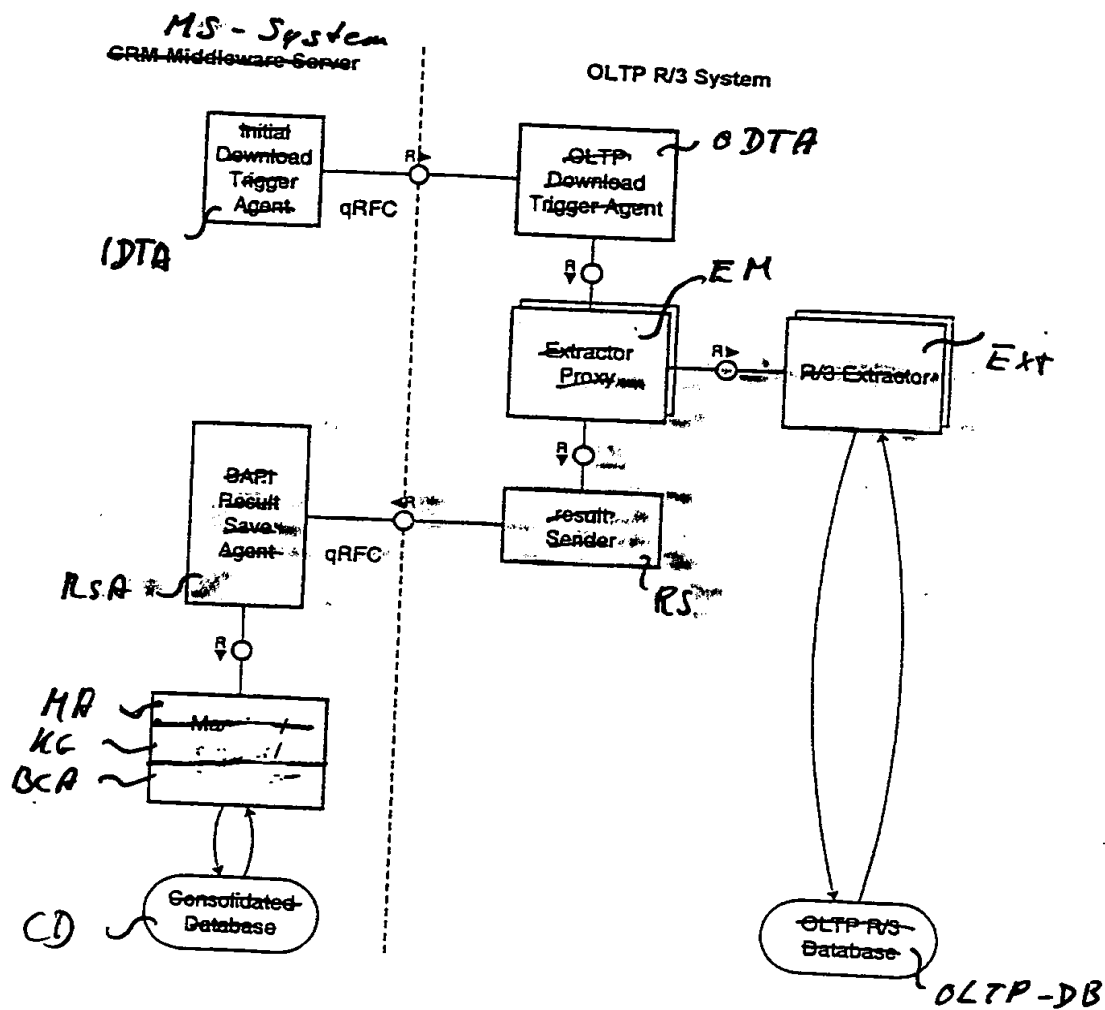 MS-System
CRM Middleware Server
OLTP R/3 System
Initial
Download
Trigger
Agent
IDTA
R
qRFC
OLTP
Download
Trigger Agent
ODTA
R
EM
Extractor
Proxy
R
R/3 Extractor
Ext
R
BAPI
Result
Save
Agent
RSA
R
qRFC
result
Sender
RS
R
MA
KG
BCA
Consolidated
Database
CD
OLTP R/3
Database
OLTP-DB